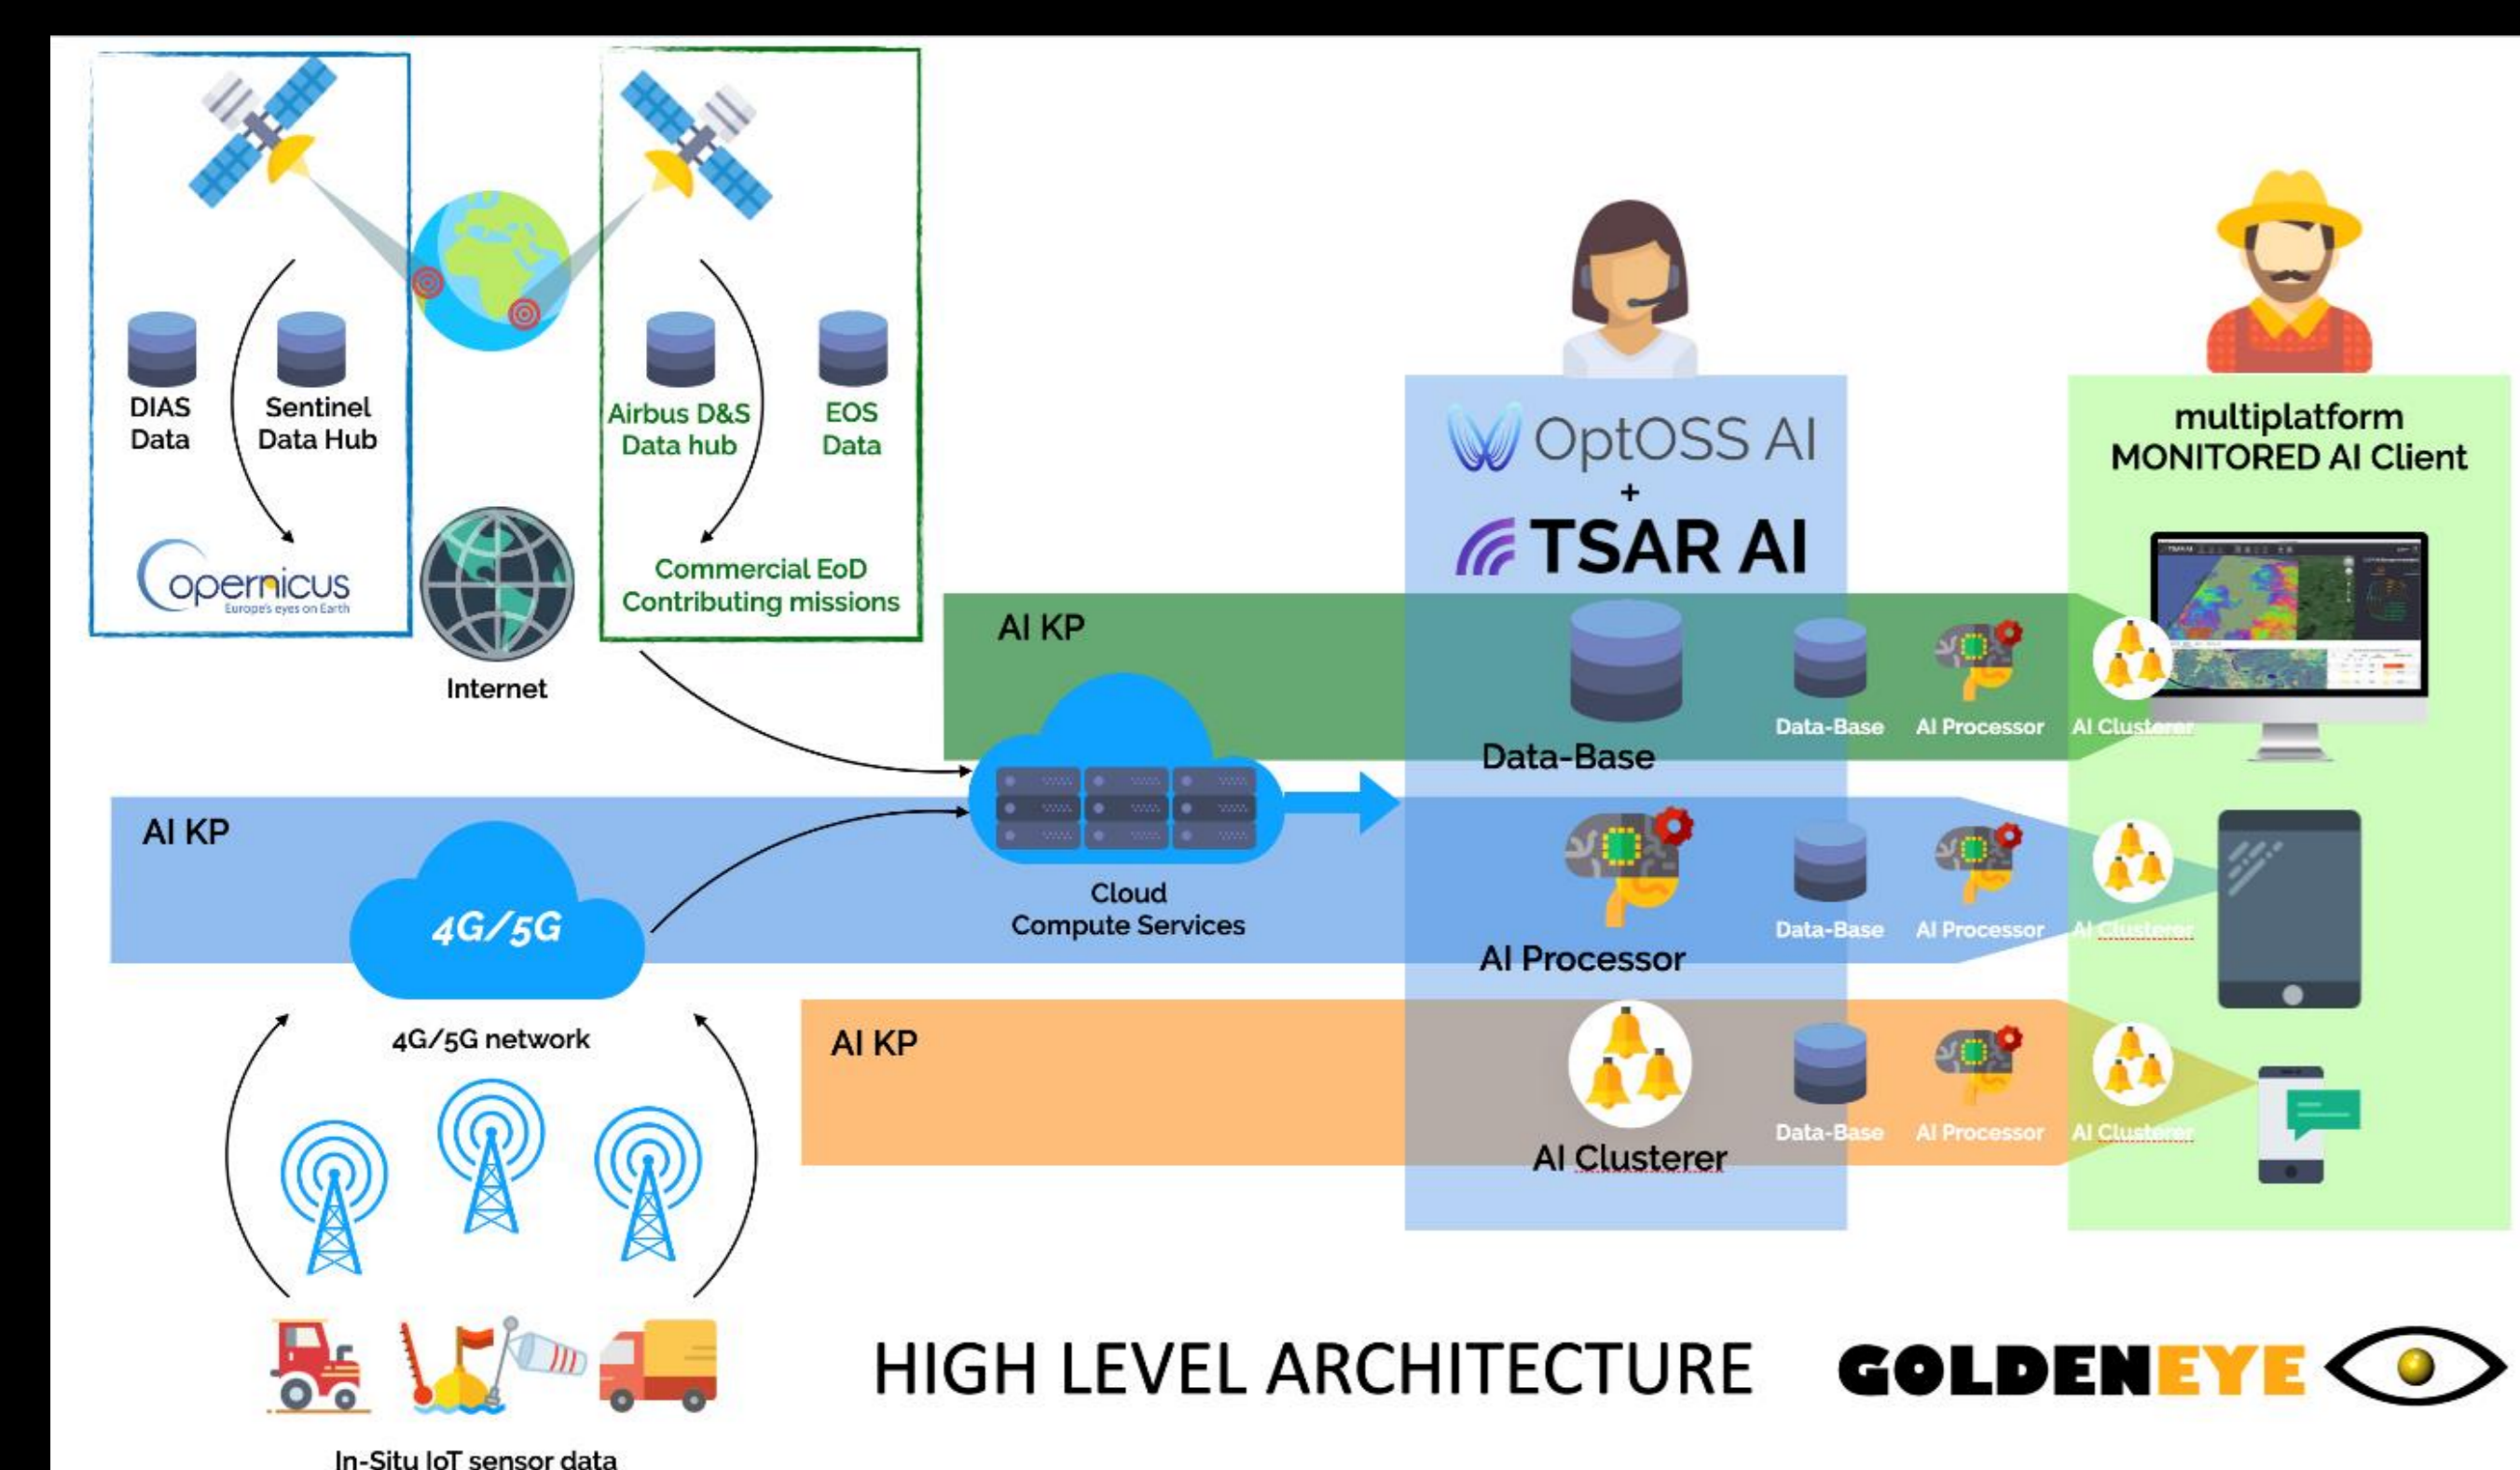 DIAS
Data
Sentinel
Data Hub
Copernicus
Europe's eyes on Earth
Airbus D&S
Data hub
EOS
Data
Commercial EoD
Contributing missions
Internet
OptOSS AI
+
TSAR AI
multiplatform
MONITORED AI Client
AI KP
Data-Base
Data-Base
AI Processor
AI Clusterer
AI KP
4G/5G
Cloud
Compute Services
AI Processor
Data-Base
AI Processor
AI Clusterer
4G/5G network
AI KP
AI Clusterer
Data-Base
AI Processor
AI Clusterer
In-Situ IoT sensor data
HIGH LEVEL ARCHITECTURE
GOLDENEYE